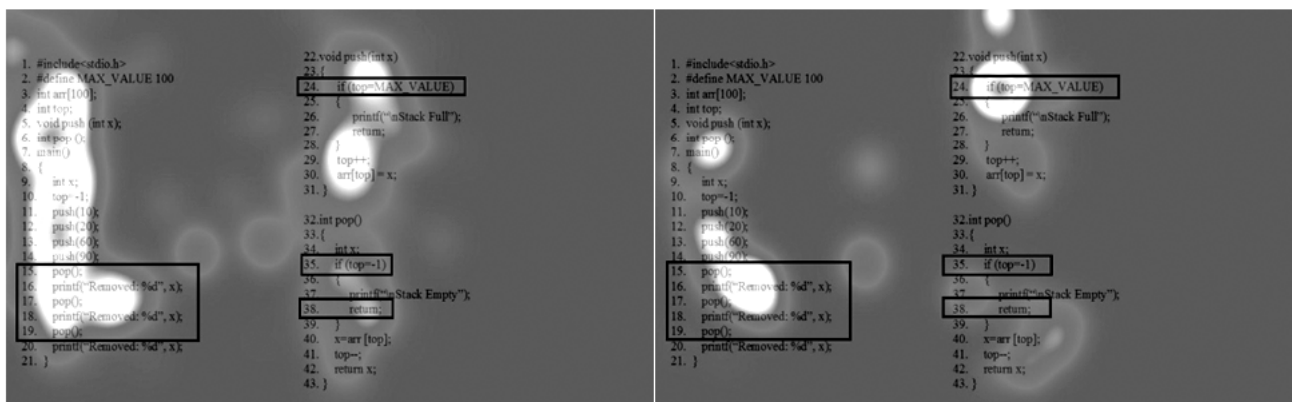 1. #include<stdio.h>
2. #define MAX_VALUE 100
3. int arr[100];
4. int top;
5. void push (int x);
6. int pop ();
7. main()
8. {
9. int x;
10. top=-1;
11. push(10);
12. push(20);
13. push(60);
14. push(90);
15. pop();
16. printf("Removed: %d", x);
17. pop();
18. printf("Removed: %d", x);
19. pop();
20. printf("Removed: %d", x);
21. }
22.void push(int x)
23.{
24. if (top=MAX_VALUE)
25. {
26. printf("\nStack Full");
27. return;
28. }
29. top++;
30. arr[top] = x;
31. }
32.int pop()
33.{
34. int x;
35. if (top=-1)
36. {
37. printf("\nStack Empty");
38. return;
39. }
40. x=arr [top];
41. top--;
42. return x;
43. }
1. #include<stdio.h>
2. #define MAX_VALUE 100
3. int arr[100];
4. int top;
5. void push (int x);
6. int pop ();
7. main()
8. {
9. int x;
10. top=-1;
11. push(10);
12. push(20);
13. push(60);
14. push(90);
15. pop();
16. printf("Removed: %d", x);
17. pop();
18. printf("Removed: %d", x);
19. pop();
20. printf("Removed: %d", x);
21. }
22.void push(int x)
23.{
24. if (top=MAX_VALUE)
25. {
26. printf("\nStack Full");
27. return;
28. }
29. top++;
30. arr[top] = x;
31. }
32.int pop()
33.{
34. int x;
35. if (top=-1)
36. {
37. printf("\nStack Empty");
38. return;
39. }
40. x=arr [top];
41. top--;
42. return x;
43. }